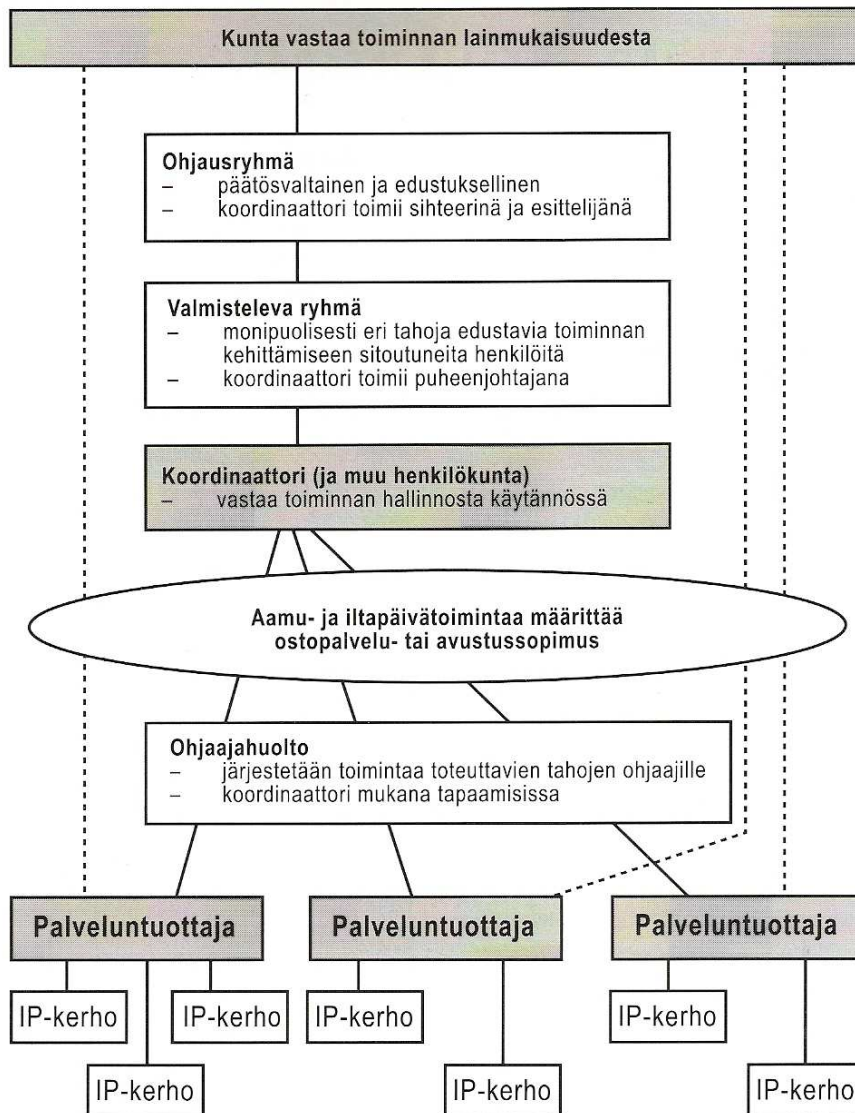 Kunta vastaa toiminnan lainmukaisuudesta
Ohjausryhmä
– päätösvaltainen ja edustuksellinen
– koordinaattori toimii sihteerinä ja esittelijänä
Valmisteleva ryhmä
– monipuolisesti eri tahoja edustavia toiminnan
kehittämiseen sitoutuneita henkilöitä
– koordinaattori toimii puheenjohtajana
Koordinaattori (ja muu henkilökunta)
– vastaa toiminnan hallinnosta käytännössä
Aamu- ja iltapäivätoimintaa määrittää
ostopalvelu- tai avustussopimus
Ohjaajahuolto
– järjestetään toimintaa toteuttavien tahojen ohjaajille
– koordinaattori mukana tapaamisissa
Palveluntuottaja
Palveluntuottaja
Palveluntuottaja
IP-kerho
IP-kerho
IP-kerho
IP-kerho
IP-kerho
IP-kerho
IP-kerho